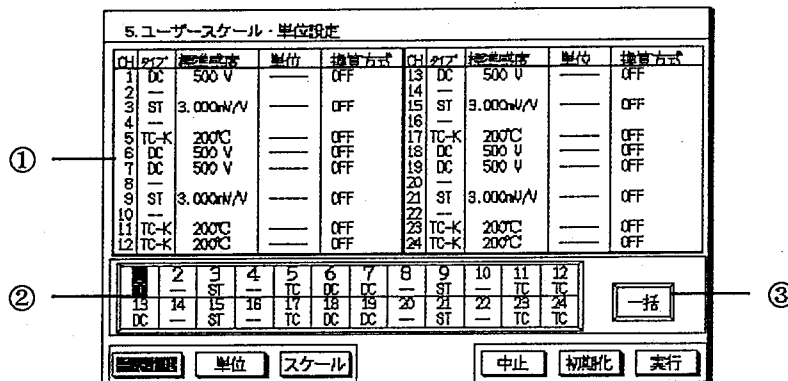 5.ユーザースケール・単位設定
CH タイプ 標準感度 単位 換算方式 CH タイプ 標準感度 単位 換算方式
1 DC 500 V ―― OFF 13 DC 500 V ―― OFF
2 ― 14 ―
3 ST 3.000mV/V ―― OFF 15 ST 3.000mV/V ―― OFF
4 ― 16 ―
5 TC-K 200℃ ―― OFF 17 TC-K 200℃ ―― OFF
6 DC 500 V ―― OFF 18 DC 500 V ―― OFF
7 DC 500 V ―― OFF 19 DC 500 V ―― OFF
8 ― 20 ―
9 ST 3.000mV/V ―― OFF 21 ST 3.000mV/V ―― OFF
10 ― 22 ―
11 TC-K 200℃ ―― OFF 23 TC-K 200℃ ―― OFF
12 TC-K 200℃ ―― OFF 24 TC-K 200℃ ―― OFF
①
2 3 4 5 6 7 8 9 10 11 12
― ST ― TC DC DC ― ST ― TC TC
13 14 15 16 17 18 19 20 21 22 23 24
DC ― ST ― TC DC DC ― ST ― TC TC
②
一括
③
単位 スケール 中止 初期化 実行